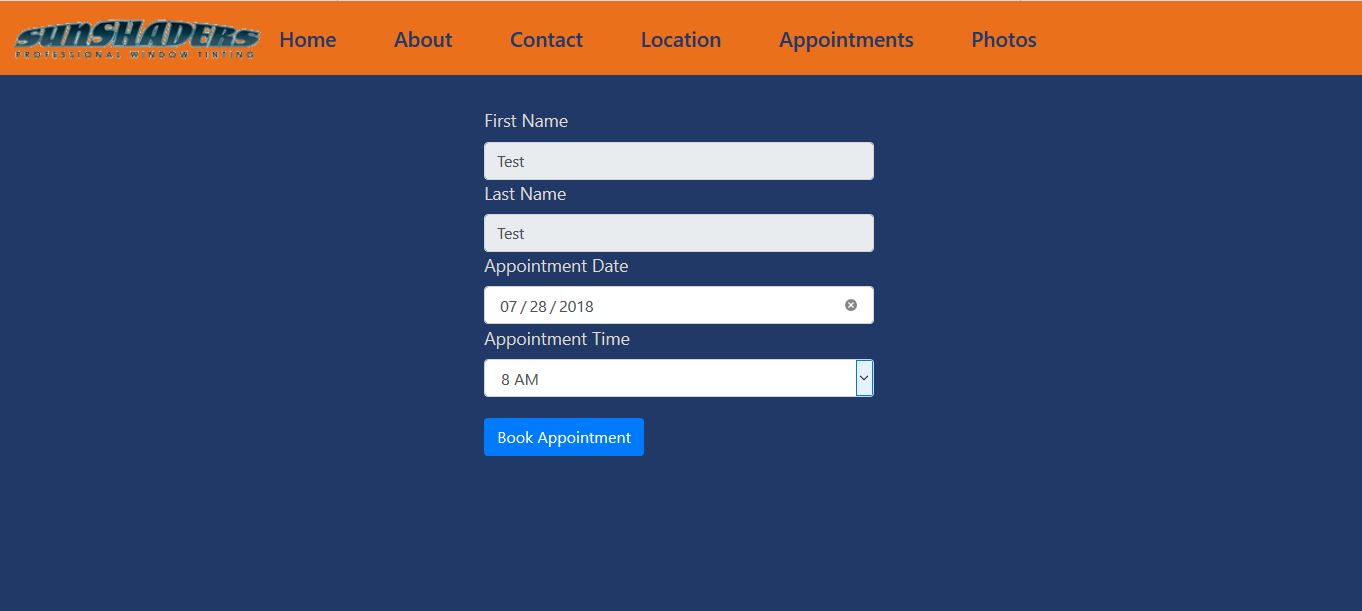 SUNSHADERS
PROFESSIONAL WINDOW TINTING
Home About Contact Location Appointments Photos
First Name
Test
Last Name
Test
Appointment Date
07 / 28 / 2018
Appointment Time
8 AM
Book Appointment